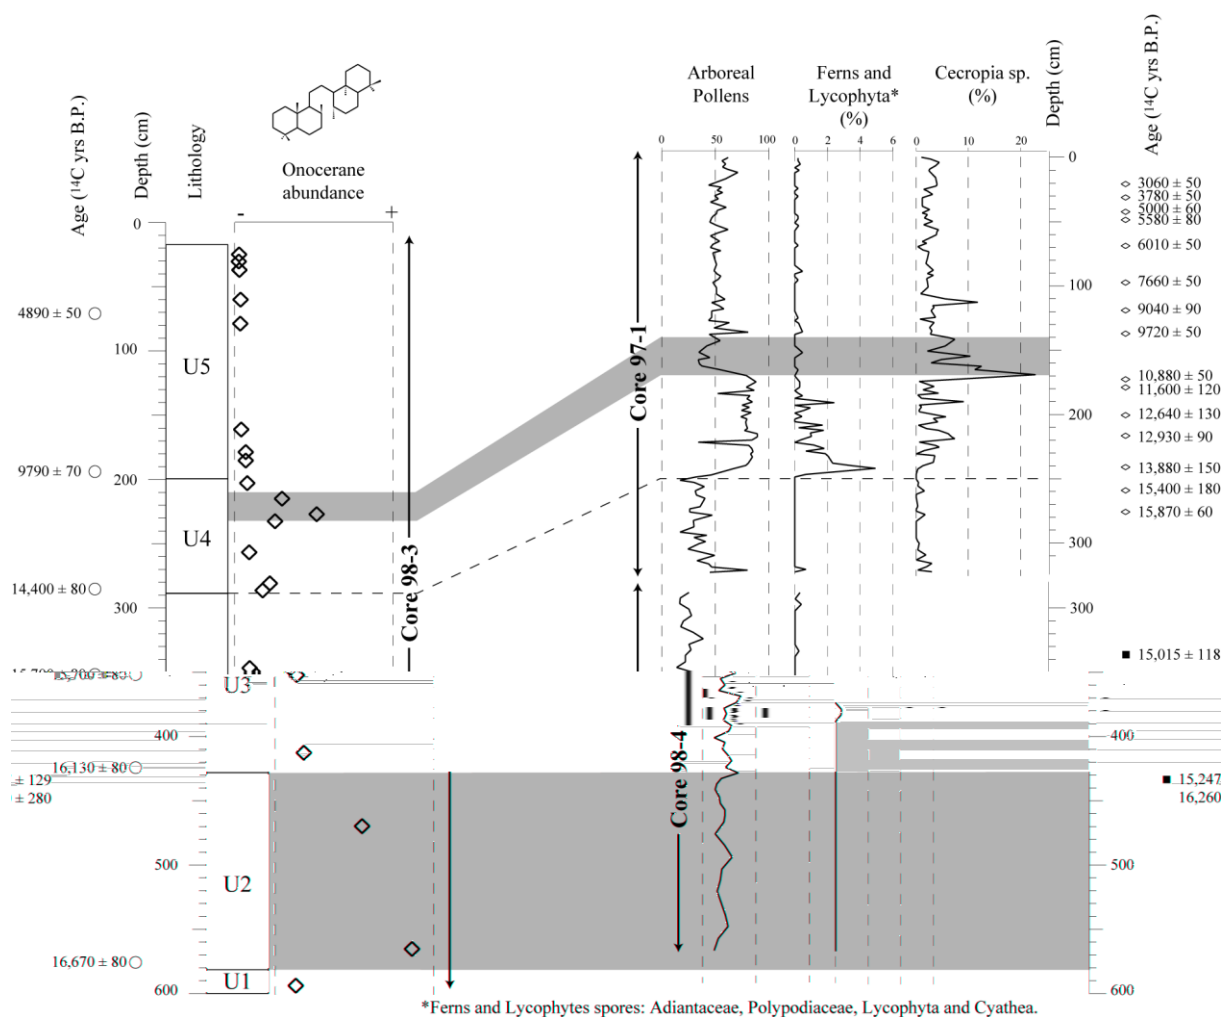 Age (¹⁴C yrs B.P.)
Depth (cm)
Lithology
Onocerane
abundance
-
+
Arboreal
Pollens
Ferns and
Lycophyta*
(%)
Cecropia sp.
(%)
Depth (cm)
Age (¹⁴C yrs B.P.)
0 50 100
0 2 4 6
0 10 20
0
100
200
300
400
500
600
4890 ± 50
9790 ± 70
14,400 ± 80
16,130 ± 80
16,670 ± 80
± 129
± 280
U5
U4
U3
U2
U1
Core 98-3
Core 97-1
Core 98-4
0
100
200
300
300
400
500
600
3060 ± 50
3780 ± 50
5000 ± 60
5580 ± 80
6010 ± 50
7660 ± 50
9040 ± 90
9720 ± 50
10,880 ± 50
11,600 ± 120
12,640 ± 130
12,930 ± 90
13,880 ± 150
15,400 ± 180
15,870 ± 60
15,015 ± 118
15,247
16,260
*Ferns and Lycophytes spores: Adiantaceae, Polypodiaceae, Lycophyta and Cyathea.